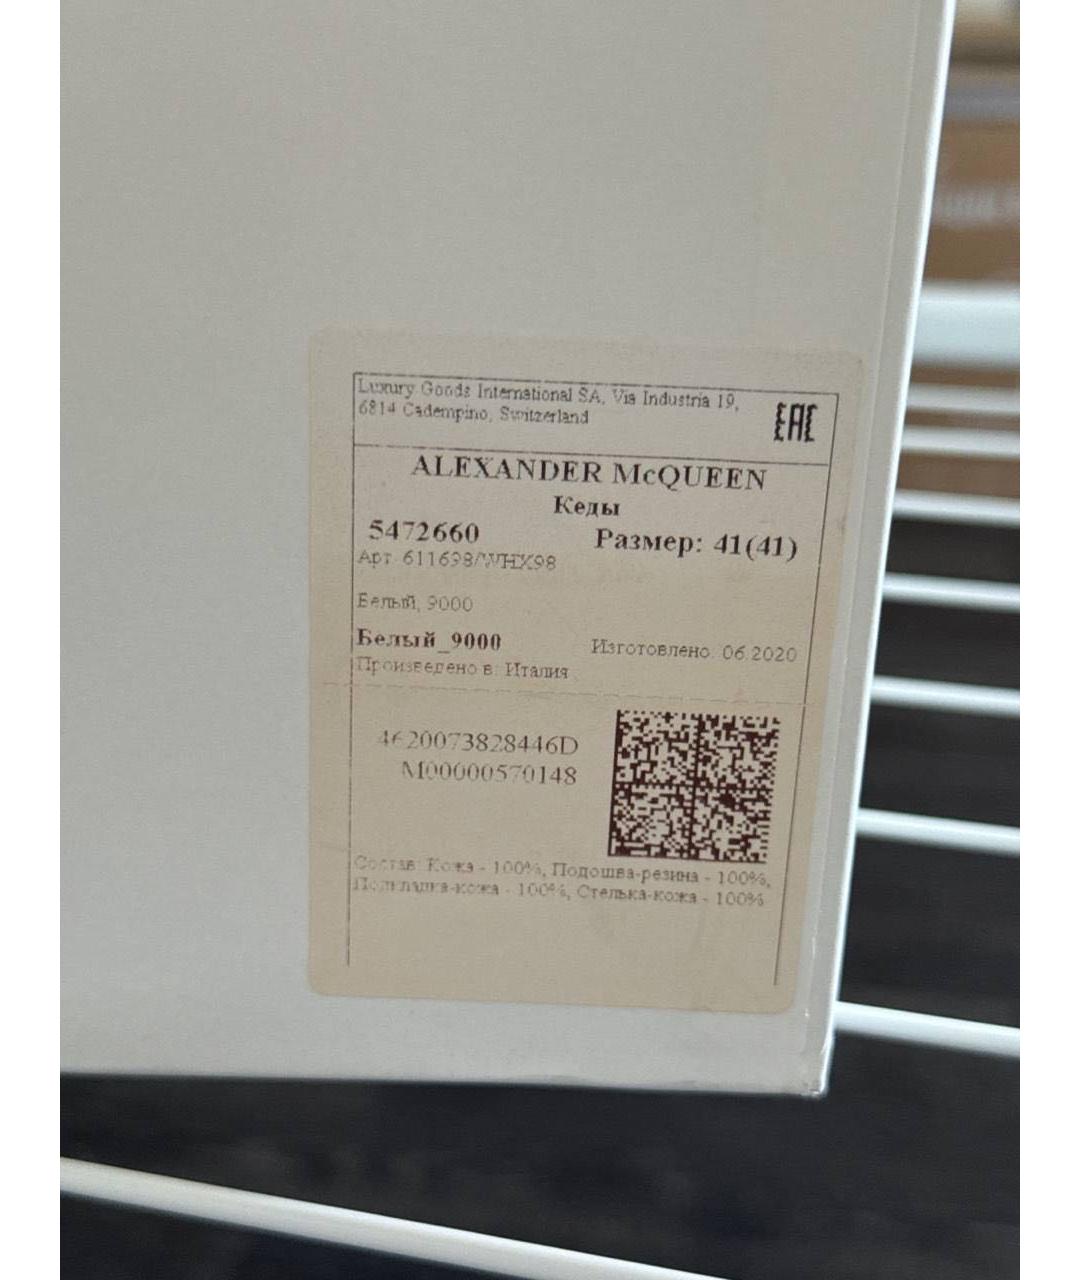 Luxury Goods International SA, Via Industria 19,
6814 Cadempino, Switzerland
EAC
ALEXANDER McQUEEN
Кеды
5472660
Размер: 41(41)
Арт. 611698/WHX98
Белый, 9000
Белый_9000
Изготовлено: 06.2020
Произведено в: Италия
4620073828446D
M00000570148
Состав: Кожа - 100%, Подошва-резина - 100%,
Подкладка-кожа - 100%, Стелька-кожа - 100%